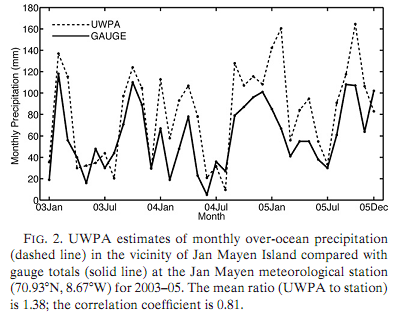 180
160
140
120
100
80
60
40
20
0
Monthly Precipitation (mm)
UWPA
GAUGE
03Jan 03Jul 04Jan 04Jul 05Jan 05Jul 05Dec
Month
FIG. 2. UWPA estimates of monthly over-ocean precipitation
(dashed line) in the vicinity of Jan Mayen Island compared with
gauge totals (solid line) at the Jan Mayen meteorological station
(70.93°N, 8.67°W) for 2003–05. The mean ratio (UWPA to station)
is 1.38; the correlation coefficient is 0.81.